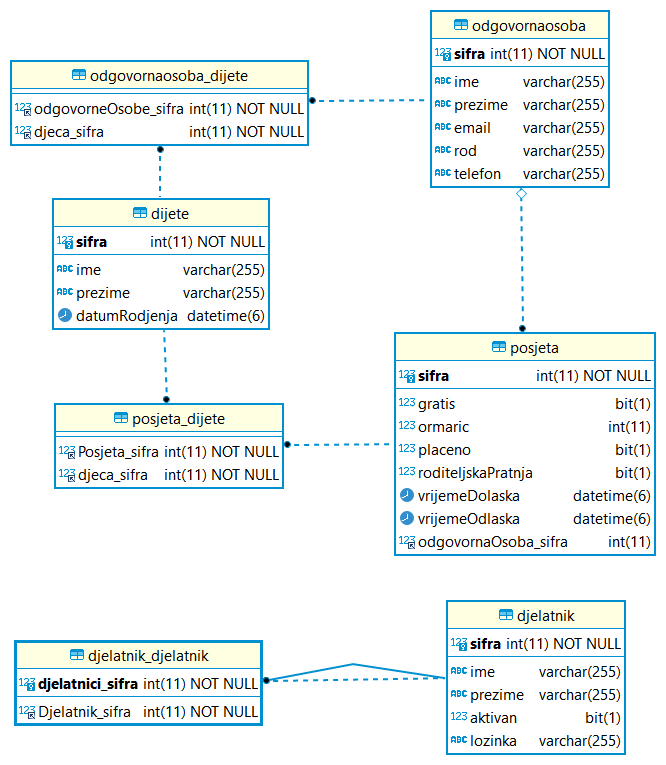 odgovornaosoba
sifra int(11) NOT NULL
ime varchar(255)
prezime varchar(255)
email varchar(255)
rod varchar(255)
telefon varchar(255)
odgovornaosoba_dijete
odgovorneOsobe_sifra int(11) NOT NULL
djeca_sifra int(11) NOT NULL
dijete
sifra int(11) NOT NULL
ime varchar(255)
prezime varchar(255)
datumRodjenja datetime(6)
posjeta
sifra int(11) NOT NULL
gratis bit(1)
ormaric int(11)
placeno bit(1)
roditeljskaPratnja bit(1)
vrijemeDolaska datetime(6)
vrijemeOdlaska datetime(6)
odgovornaOsoba_sifra int(11)
posjeta_dijete
Posjeta_sifra int(11) NOT NULL
djeca_sifra int(11) NOT NULL
djelatnik
sifra int(11) NOT NULL
ime varchar(255)
prezime varchar(255)
aktivan bit(1)
lozinka varchar(255)
djelatnik_djelatnik
djelatnici_sifra int(11) NOT NULL
Djelatnik_sifra int(11) NOT NULL